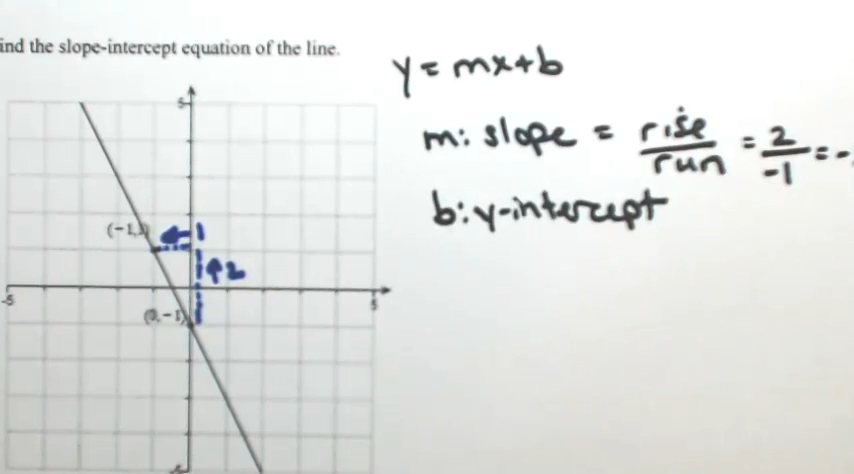 ind the slope-intercept equation of the line.
y = mx+b
m: slope = rise/run = 2/-1 = -
b: y-intercept
5
(-1,1)
1
2
-5
5
(0,-1)